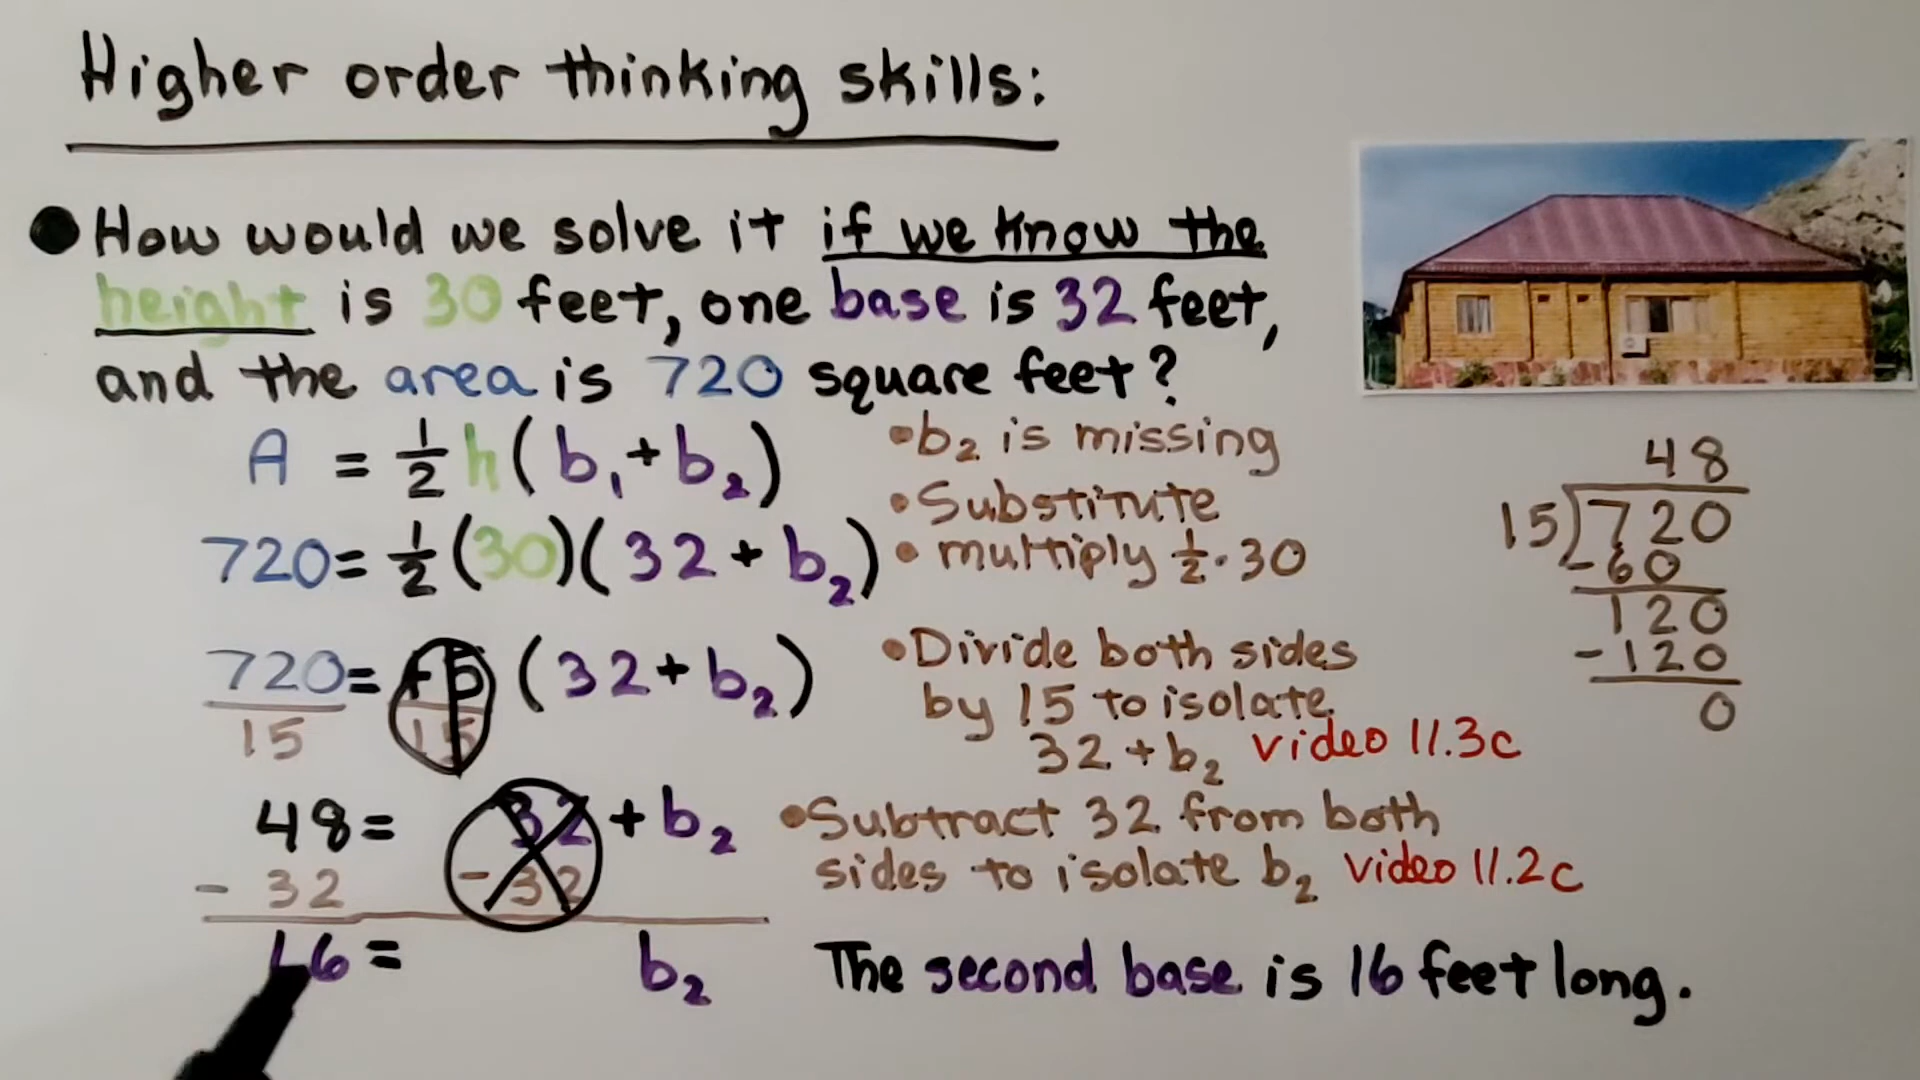 Higher order thinking skills:
How would we solve it if we know the
height is 30 feet, one base is 32 feet,
and the area is 720 square feet?
A = 1/2 h(b₁+b₂)
• b₂ is missing
• Substitute
720 = 1/2 (30)(32 + b₂)
• multiply 1/2 · 30
720/15 = 15/15 (32 + b₂)
• Divide both sides
by 15 to isolate
32 + b₂ video 11.3c
48 = 32 + b₂
- 32 - 32
• Subtract 32 from both
sides to isolate b₂ video 11.2c
16 = b₂
The second base is 16 feet long.
48
15)720
-60
120
-120
0